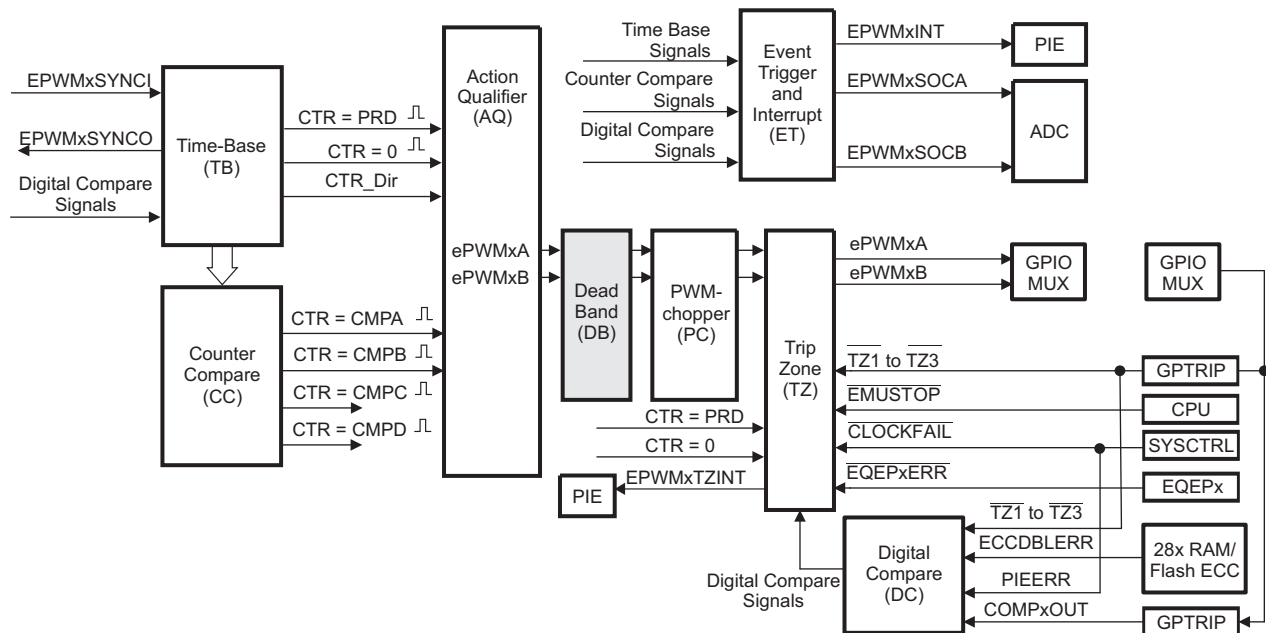 EPWMxSYNCI
EPWMxSYNCO
Digital Compare
Signals
Time-Base
(TB)
CTR = PRD
CTR = 0
CTR_Dir
Counter
Compare
(CC)
CTR = CMPA
CTR = CMPB
CTR = CMPC
CTR = CMPD
Action
Qualifier
(AQ)
ePWMxA
ePWMxB
Time Base
Signals
Counter Compare
Signals
Digital Compare
Signals
Event
Trigger
and
Interrupt
(ET)
EPWMxINT
EPWMxSOCA
EPWMxSOCB
PIE
ADC
Dead
Band
(DB)
PWM-
chopper
(PC)
Trip
Zone
(TZ)
ePWMxA
ePWMxB
GPIO
MUX
GPIO
MUX
TZ1 to TZ3
EMUSTOP
CLOCKFAIL
EQEPxERR
GPTRIP
CPU
SYSCTRL
EQEPx
CTR = PRD
CTR = 0
EPWMxTZINT
PIE
Digital Compare
Signals
Digital
Compare
(DC)
TZ1 to TZ3
ECCDBLERR
PIEERR
COMPxOUT
28x RAM/
Flash ECC
GPTRIP